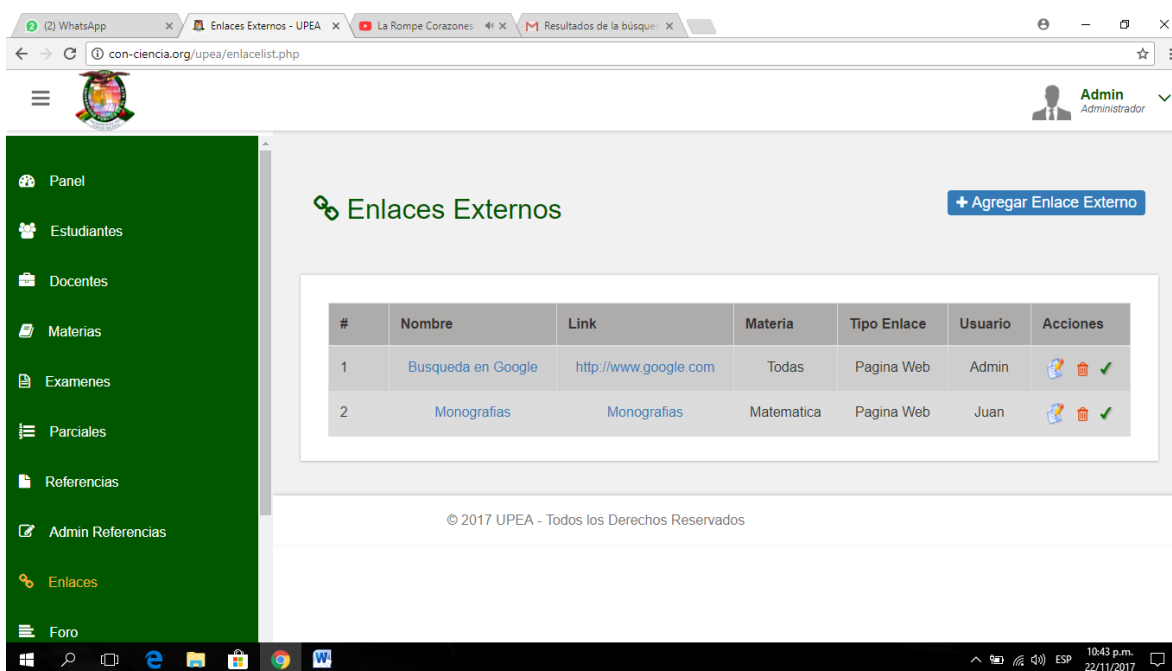 (2) WhatsApp
Enlaces Externos - UPEA
La Rompe Corazones
Resultados de la búsque
con-ciencia.org/upea/enlacelist.php
Admin
Administrador
Panel
Estudiantes
Docentes
Materias
Examenes
Parciales
Referencias
Admin Referencias
Enlaces
Foro
Enlaces Externos
+ Agregar Enlace Externo
# Nombre Link Materia Tipo Enlace Usuario Acciones
1 Busqueda en Google http://www.google.com Todas Pagina Web Admin
2 Monografias Monografias Matematica Pagina Web Juan
© 2017 UPEA - Todos los Derechos Reservados
ESP
10:43 p.m.
22/11/2017